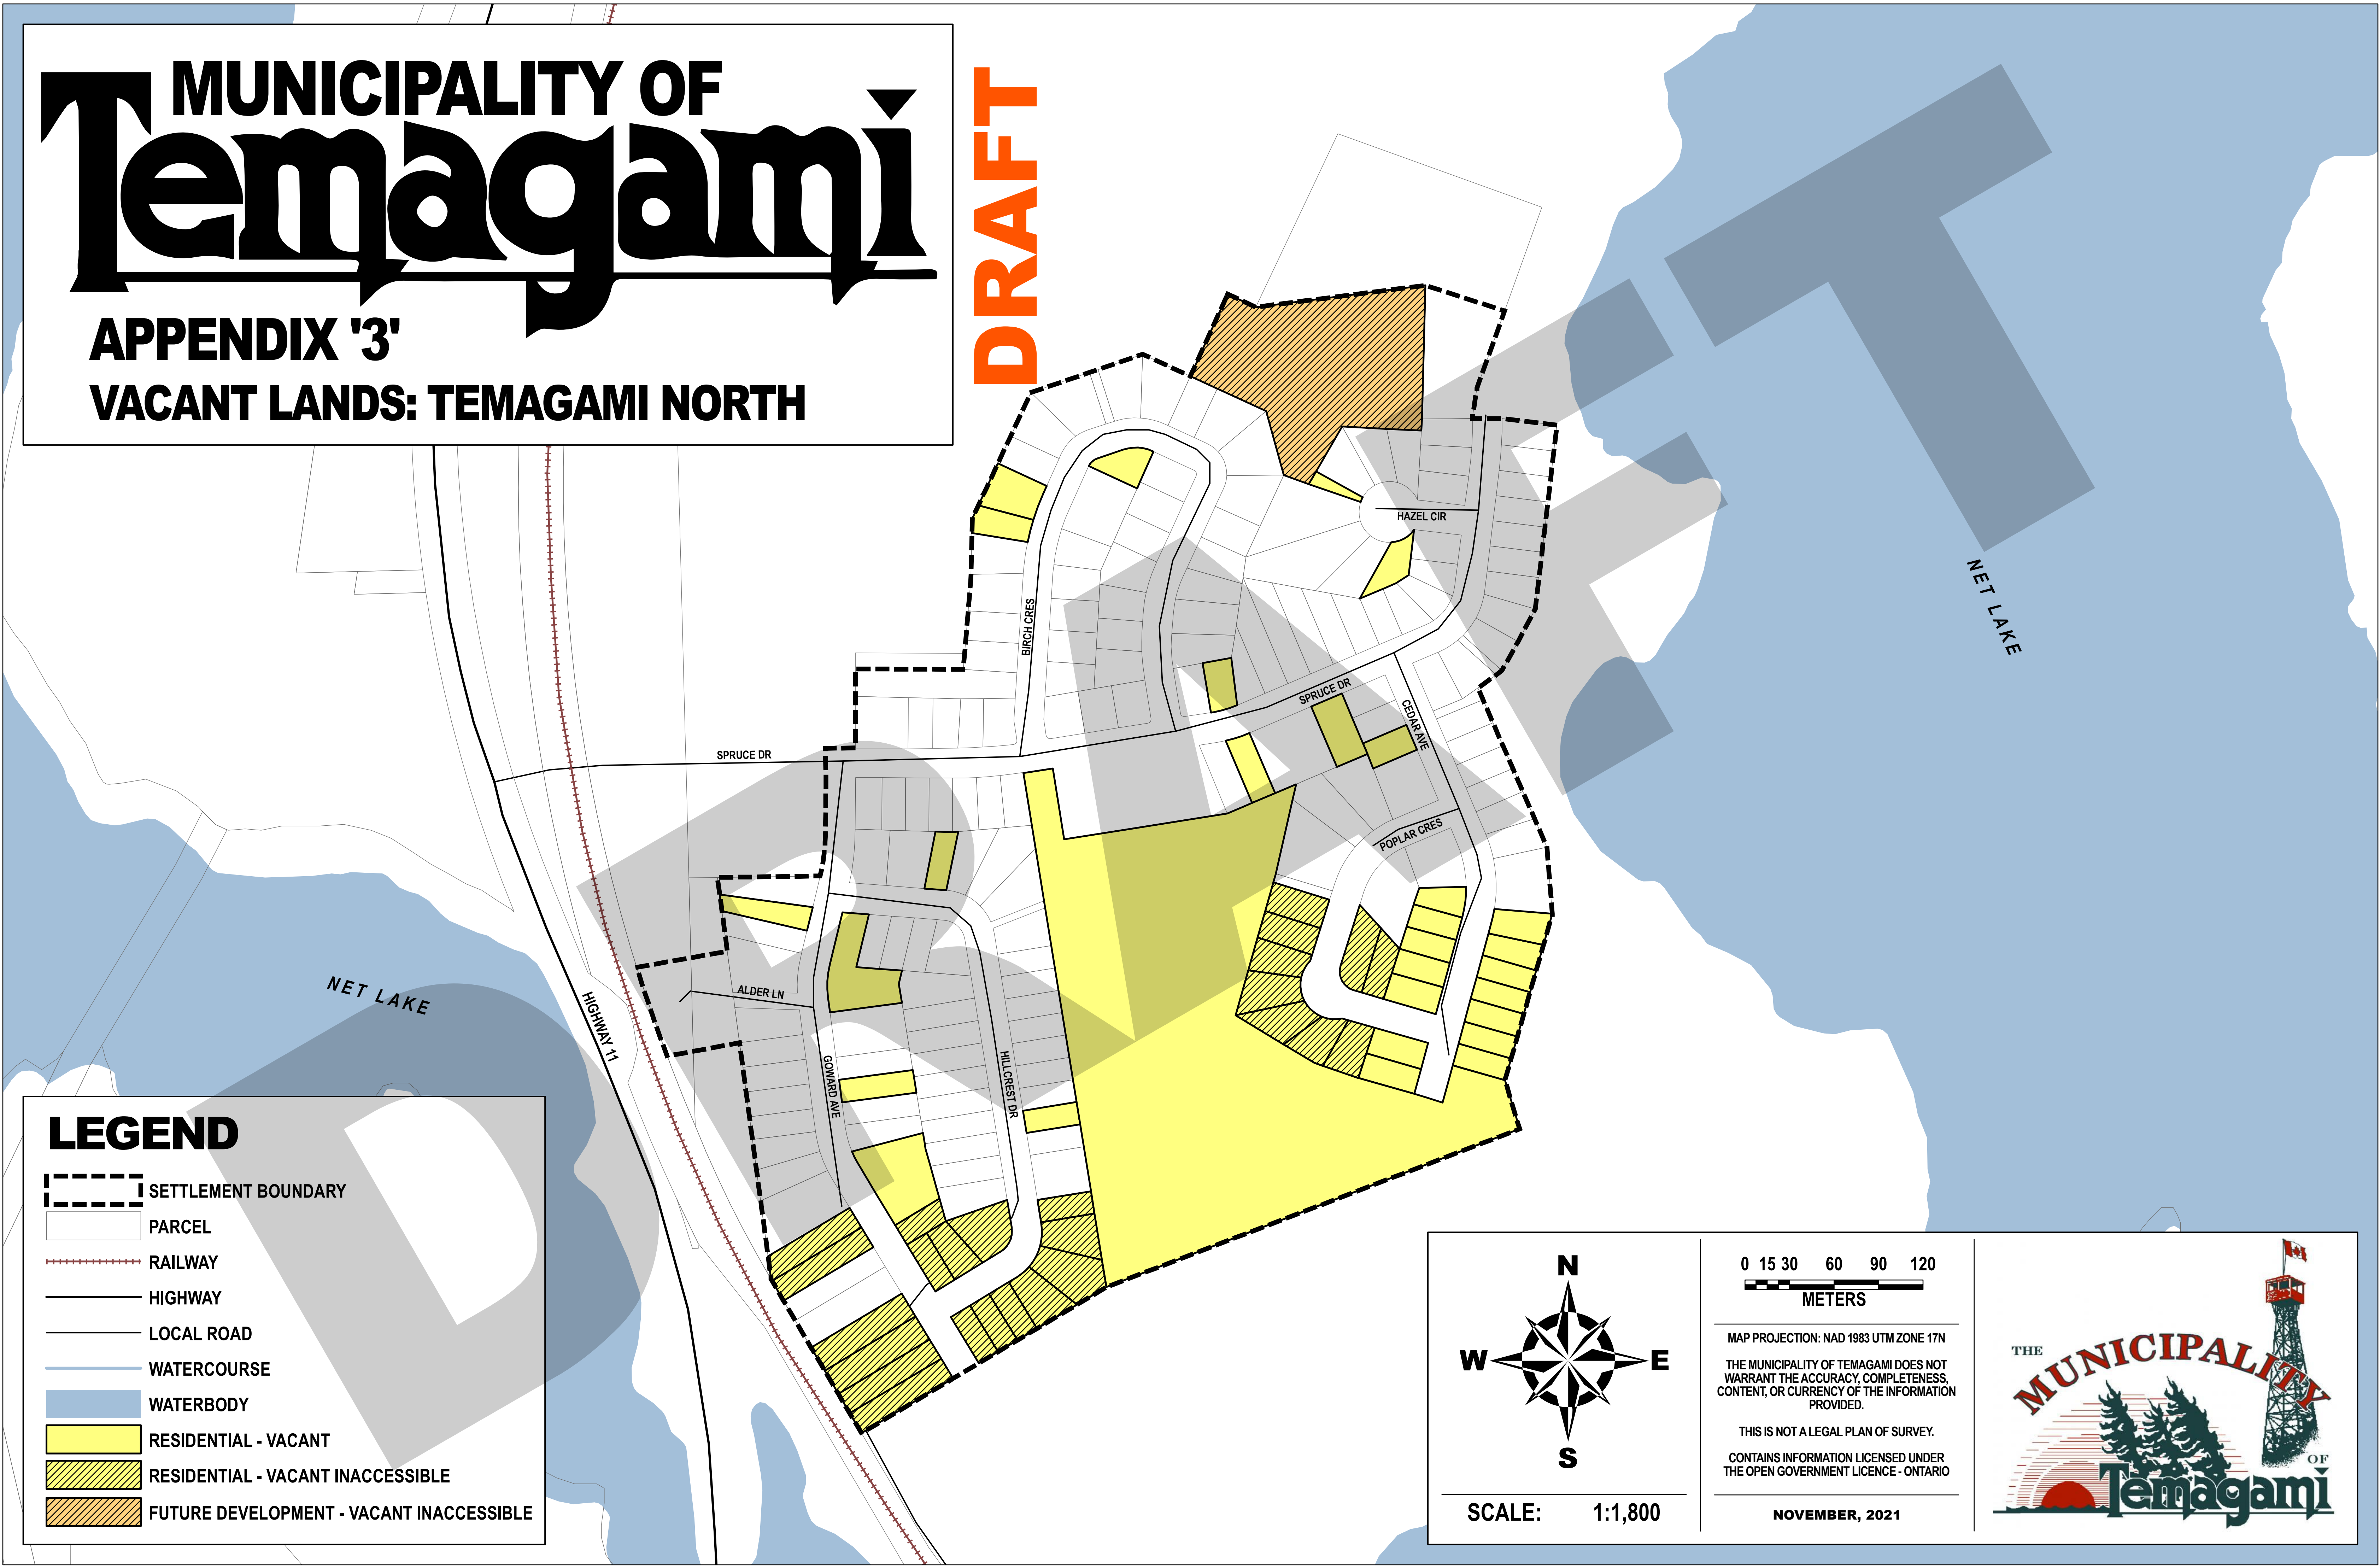 MUNICIPALITY OF
Temagami
APPENDIX '3'
VACANT LANDS: TEMAGAMI NORTH
DRAFT
DRAFT
HAZEL CIR
NET LAKE
BIRCH CRES
SPRUCE DR
CEDAR AVE
SPRUCE DR
POPLAR CRES
NET LAKE
ALDER LN
HIGHWAY 11
GOWARD AVE
HILLCREST DR
LEGEND
SETTLEMENT BOUNDARY
PARCEL
RAILWAY
HIGHWAY
LOCAL ROAD
WATERCOURSE
WATERBODY
RESIDENTIAL - VACANT
RESIDENTIAL - VACANT INACCESSIBLE
FUTURE DEVELOPMENT - VACANT INACCESSIBLE
N
W E
S
SCALE: 1:1,800
0 15 30 60 90 120
METERS
MAP PROJECTION: NAD 1983 UTM ZONE 17N
THE MUNICIPALITY OF TEMAGAMI DOES NOT
WARRANT THE ACCURACY, COMPLETENESS,
CONTENT, OR CURRENCY OF THE INFORMATION
PROVIDED.
THIS IS NOT A LEGAL PLAN OF SURVEY.
CONTAINS INFORMATION LICENSED UNDER
THE OPEN GOVERNMENT LICENCE - ONTARIO
NOVEMBER, 2021
THE
MUNICIPALITY
OF
Temagami